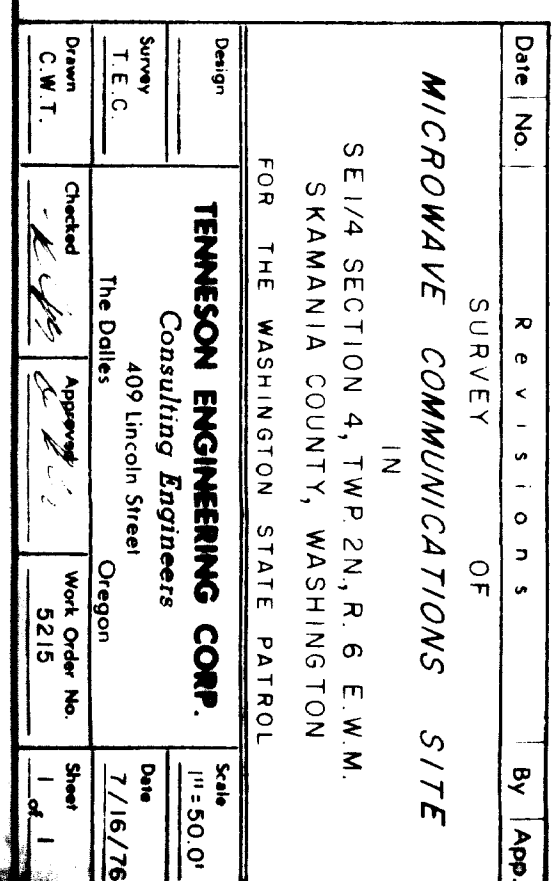 Date No. Revisions By App.
SURVEY OF
MICROWAVE COMMUNICATIONS SITE
IN
SE 1/4 SECTION 4, TWP. 2N., R. 6 E.W.M.
SKAMANIA COUNTY, WASHINGTON
FOR THE WASHINGTON STATE PATROL
Design
Survey
T.E.C.
Drawn
C.W.T.
TENNESON ENGINEERING CORP.
Consulting Engineers
409 Lincoln Street
The Dalles Oregon
Checked
Approved
Work Order No.
5215
Scale
1"=50.0'
Date
7/16/76
Sheet
1 of 1